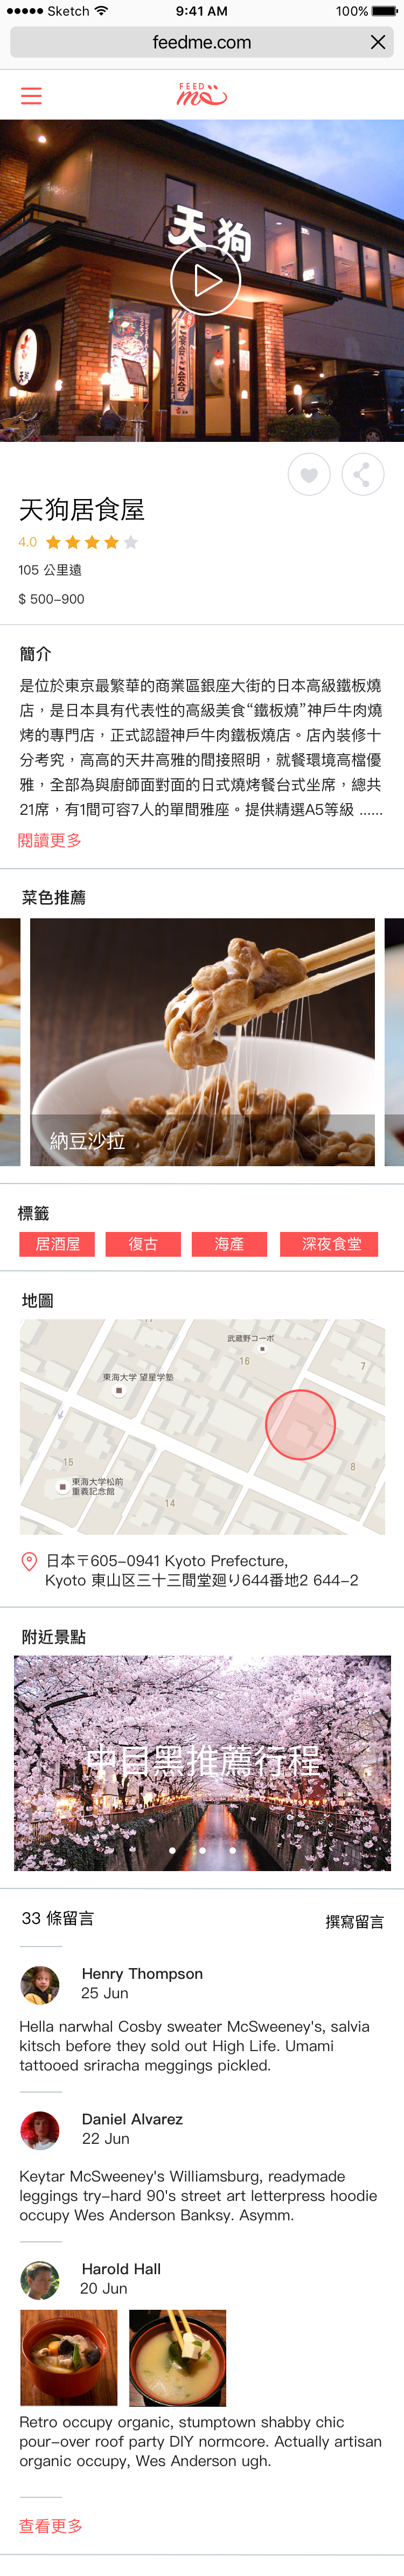 Sketch
9:41 AM
100%
feedme.com
FEED
me
天狗
天狗居食屋
4.0
105 公里遠
$ 500-900
簡介
是位於東京最繁華的商業區銀座大街的日本高級鐵板燒
店，是日本具有代表性的高級美食“鐵板燒”神戶牛肉燒
烤的專門店，正式認證神戶牛肉鐵板燒店。店內裝修十
分考究，高高的天井高雅的間接照明，就餐環境高檔優
雅，全部為與廚師面對面的日式燒烤餐台式坐席，總共
21席，有1間可容7人的單間雅座。提供精選A5等級 ......
閱讀更多
菜色推薦
納豆沙拉
標籤
居酒屋
復古
海產
深夜食堂
地圖
武蔵野コーポ
16
7
東海大学 望星学塾
15
8
東海大学松前
重義記念館
14
日本〒605-0941 Kyoto Prefecture,
Kyoto 東山区三十三間堂廻り644番地2 644-2
附近景點
中目黑推薦行程
33 條留言
撰寫留言
Henry Thompson
25 Jun
Hella narwhal Cosby sweater McSweeney's, salvia
kitsch before they sold out High Life. Umami
tattooed sriracha meggings pickled.
Daniel Alvarez
22 Jun
Keytar McSweeney's Williamsburg, readymade
leggings try-hard 90's street art letterpress hoodie
occupy Wes Anderson Banksy. Asymm.
Harold Hall
20 Jun
Retro occupy organic, stumptown shabby chic
pour-over roof party DIY normcore. Actually artisan
organic occupy, Wes Anderson ugh.
查看更多